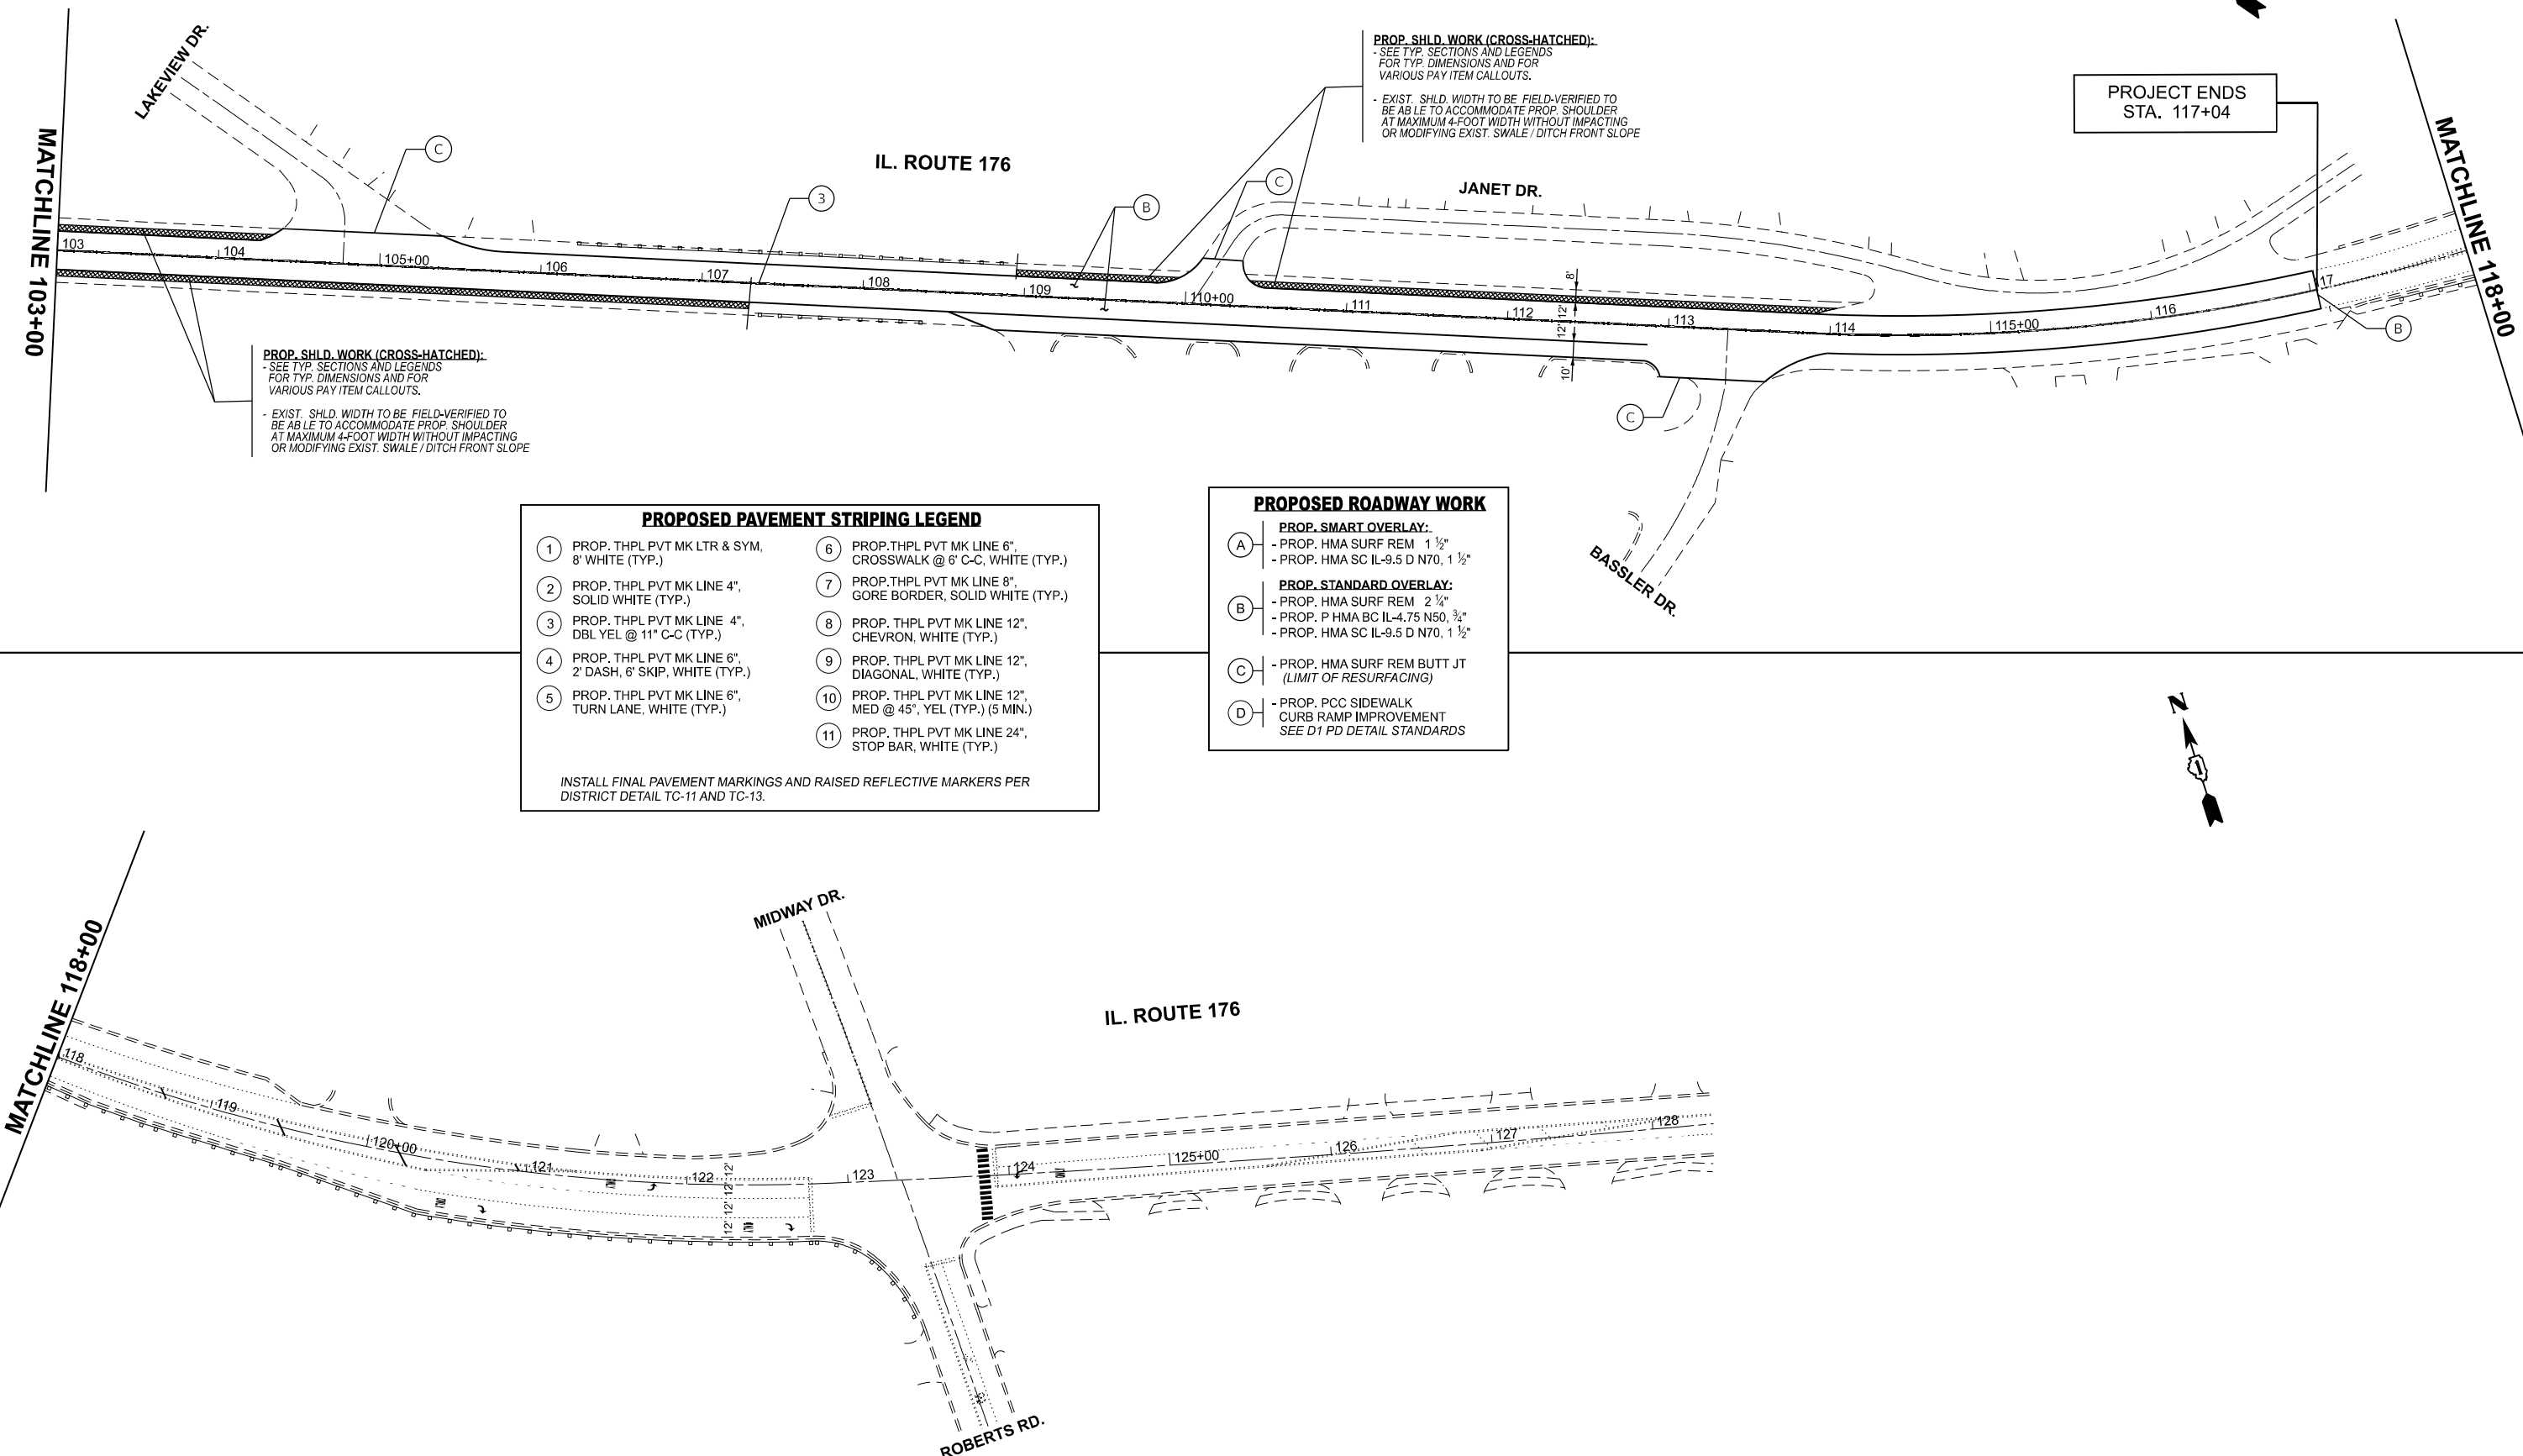 MATCHLINE 103+00
LAKEVIEW DR.
C
3
IL. ROUTE 176
B
C
PROP. SHLD. WORK (CROSS-HATCHED):
- SEE TYP. SECTIONS AND LEGENDS
FOR TYP. DIMENSIONS AND FOR
VARIOUS PAY ITEM CALLOUTS.
- EXIST. SHLD. WIDTH TO BE FIELD-VERIFIED TO
BE AB LE TO ACCOMMODATE PROP. SHOULDER
AT MAXIMUM 4-FOOT WIDTH WITHOUT IMPACTING
OR MODIFYING EXIST. SWALE / DITCH FRONT SLOPE
JANET DR.
PROJECT ENDS
STA. 117+04
MATCHLINE 118+00
103
104
105+00
106
107
108
109
110+00
111
112
113
114
115+00
116
117
8'
12' 12'
10'
B
C
PROP. SHLD. WORK (CROSS-HATCHED):
- SEE TYP. SECTIONS AND LEGENDS
FOR TYP. DIMENSIONS AND FOR
VARIOUS PAY ITEM CALLOUTS.
- EXIST. SHLD. WIDTH TO BE FIELD-VERIFIED TO
BE AB LE TO ACCOMMODATE PROP. SHOULDER
AT MAXIMUM 4-FOOT WIDTH WITHOUT IMPACTING
OR MODIFYING EXIST. SWALE / DITCH FRONT SLOPE
BASSLER DR.
PROPOSED PAVEMENT STRIPING LEGEND
1 PROP. THPL PVT MK LTR & SYM,
8' WHITE (TYP.)
2 PROP. THPL PVT MK LINE 4",
SOLID WHITE (TYP.)
3 PROP. THPL PVT MK LINE 4",
DBL YEL @ 11" C-C (TYP.)
4 PROP. THPL PVT MK LINE 6",
2' DASH, 6' SKIP, WHITE (TYP.)
5 PROP. THPL PVT MK LINE 6",
TURN LANE, WHITE (TYP.)
6 PROP.THPL PVT MK LINE 6",
CROSSWALK @ 6' C-C, WHITE (TYP.)
7 PROP.THPL PVT MK LINE 8",
GORE BORDER, SOLID WHITE (TYP.)
8 PROP. THPL PVT MK LINE 12",
CHEVRON, WHITE (TYP.)
9 PROP. THPL PVT MK LINE 12",
DIAGONAL, WHITE (TYP.)
10 PROP. THPL PVT MK LINE 12",
MED @ 45°, YEL (TYP.) (5 MIN.)
11 PROP. THPL PVT MK LINE 24",
STOP BAR, WHITE (TYP.)
INSTALL FINAL PAVEMENT MARKINGS AND RAISED REFLECTIVE MARKERS PER
DISTRICT DETAIL TC-11 AND TC-13.
PROPOSED ROADWAY WORK
PROP. SMART OVERLAY:
A - PROP. HMA SURF REM 1 ½"
- PROP. HMA SC IL-9.5 D N70, 1 ½"
PROP. STANDARD OVERLAY:
B - PROP. HMA SURF REM 2 ¼"
- PROP. P HMA BC IL-4.75 N50, ¾"
- PROP. HMA SC IL-9.5 D N70, 1 ½"
C - PROP. HMA SURF REM BUTT JT
(LIMIT OF RESURFACING)
D - PROP. PCC SIDEWALK
CURB RAMP IMPROVEMENT
SEE D1 PD DETAIL STANDARDS
N
MATCHLINE 118+00
MIDWAY DR.
IL. ROUTE 176
118
119
120+00
121
122
123
124
125+00
126
127
128
12' 12' 12' 12'
ROBERTS RD.